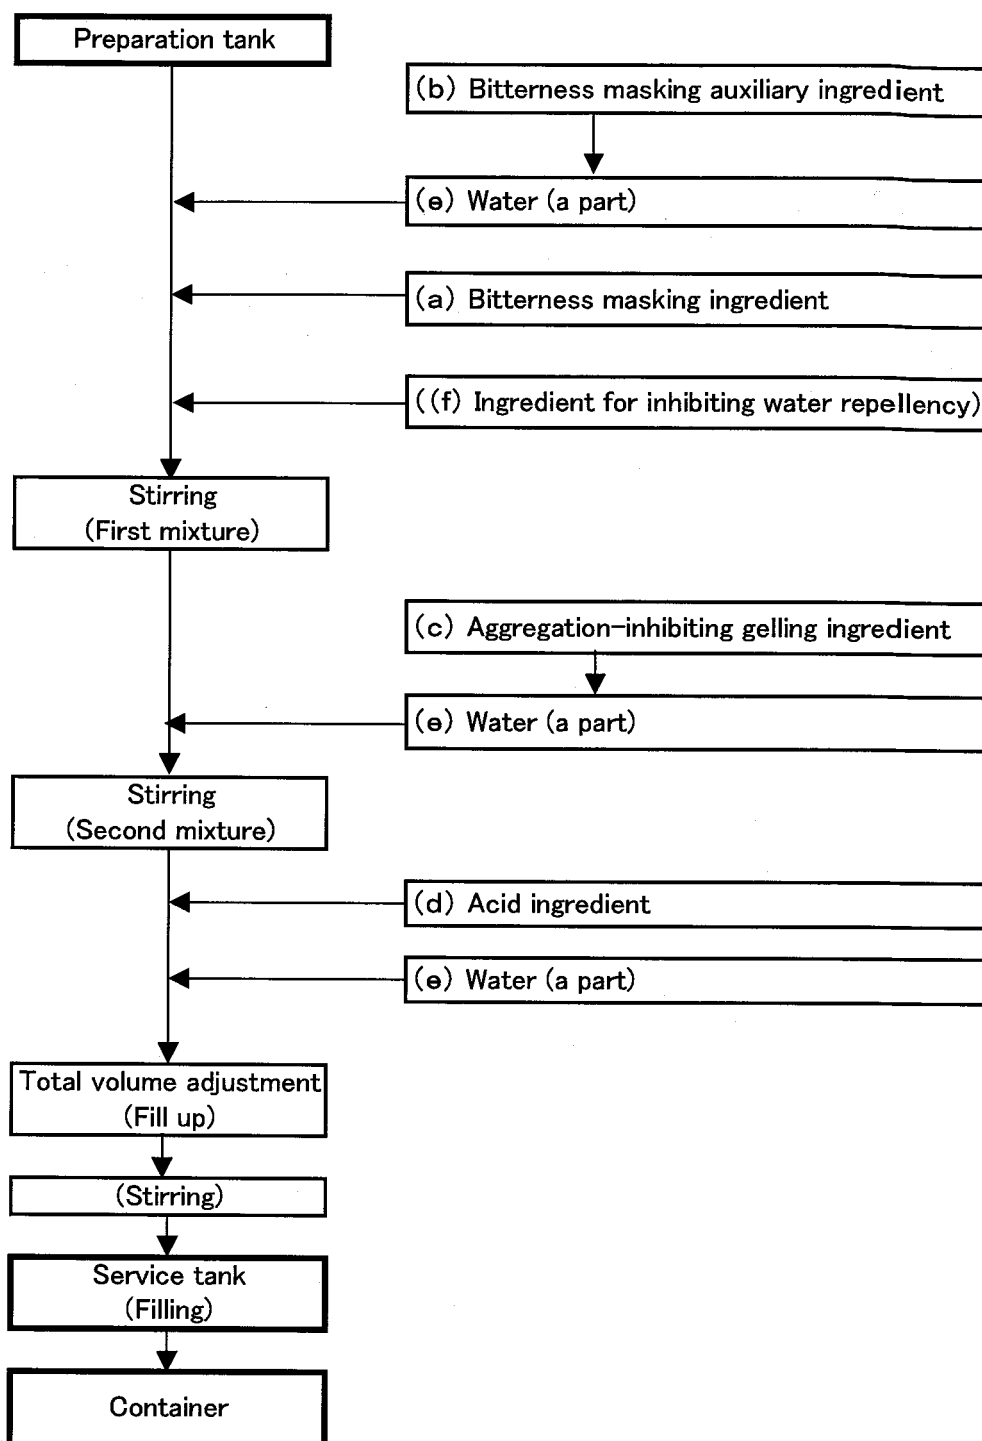 Preparation tank
(b) Bitterness masking auxiliary ingredient
(e) Water (a part)
(a) Bitterness masking ingredient
((f) Ingredient for inhibiting water repellency)
Stirring
(First mixture)
(c) Aggregation-inhibiting gelling ingredient
(e) Water (a part)
Stirring
(Second mixture)
(d) Acid ingredient
(e) Water (a part)
Total volume adjustment
(Fill up)
(Stirring)
Service tank
(Filling)
Container